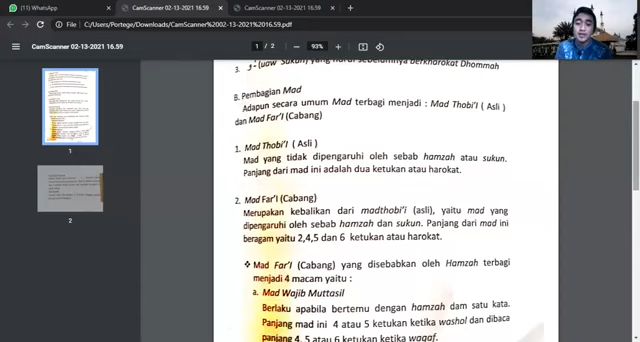 (11) WhatsApp
CamScanner 02-13-2021 16.59
CamScanner 02-13-2021 16.59
File | C:/Users/Portege/Downloads/CamScanner%2002-13-2021%2016.59.pdf
CamScanner 02-13-2021 16.59
1 / 2
93%
1
2
3. و - (uaw Sukun) yang harus sebelumnya berkharokat Dhommah
B. Pembagian Mad
Adapun secara umum Mad terbagi menjadi : Mad Thobi'I ( Asli )
dan Mad Far'I (Cabang)
1. Mad Thobi'I ( Asli )
Mad yang tidak dipengaruhi oleh sebab hamzah atau sukun.
Panjang dari mad ini adalah dua ketukan atau harokat.
2. Mad Far'I (Cabang)
Merupakan kebalikan dari madthobi'i (asli), yaitu mad yang
dipengaruhi oleh sebab hamzah dan sukun. Panjang dari mad ini
beragam yaitu 2,4,5 dan 6 ketukan atau harokat.
❖ Mad Far'I (Cabang) yang disebabkan oleh Hamzah terbagi
menjadi 4 macam yaitu :
a. Mad Wajib Muttasil
Berlaku apabila bertemu dengan hamzah dam satu kata.
Panjang mad ini 4 atau 5 ketukan ketika washol dan dibaca
panjang 4, 5 atau 6 ketukan ketika waqaf.